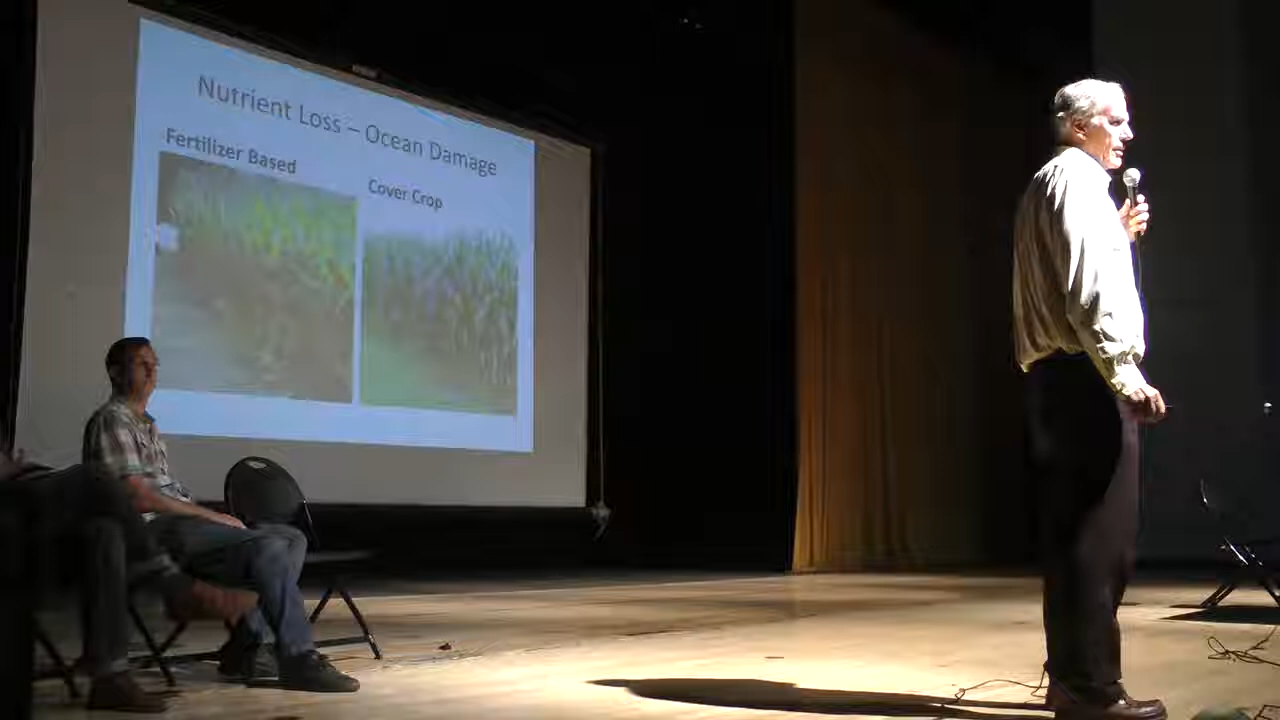 Nutrient Loss – Ocean Damage
Fertilizer Based
Cover Crop